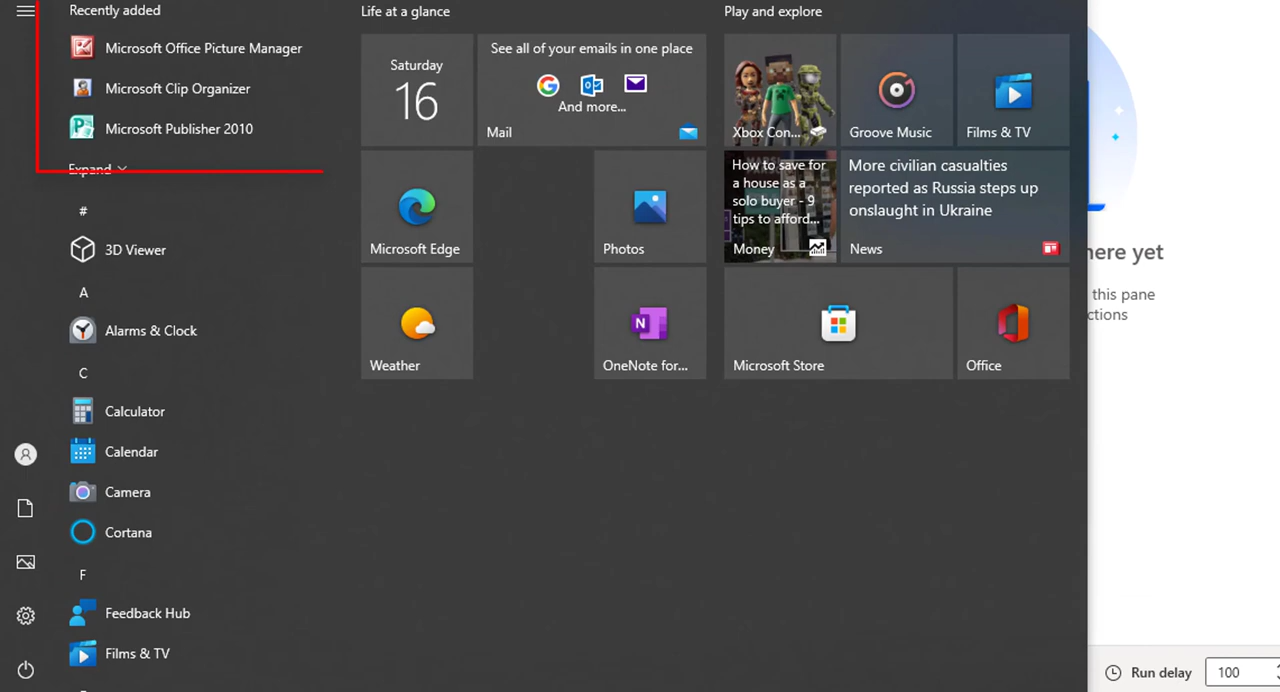 Recently added
Microsoft Office Picture Manager
Microsoft Clip Organizer
Microsoft Publisher 2010
Expand
#
3D Viewer
A
Alarms & Clock
C
Calculator
Calendar
Camera
Cortana
F
Feedback Hub
Films & TV
Life at a glance
Saturday
16
See all of your emails in one place
And more...
Mail
Microsoft Edge
Photos
Weather
OneNote for...
Play and explore
Xbox Con...
Groove Music
Films & TV
How to save for
a house as a
solo buyer - 9
tips to afford...
Money
More civilian casualties
reported as Russia steps up
onslaught in Ukraine
News
Microsoft Store
Office
here yet
this pane
ctions
Run delay
100